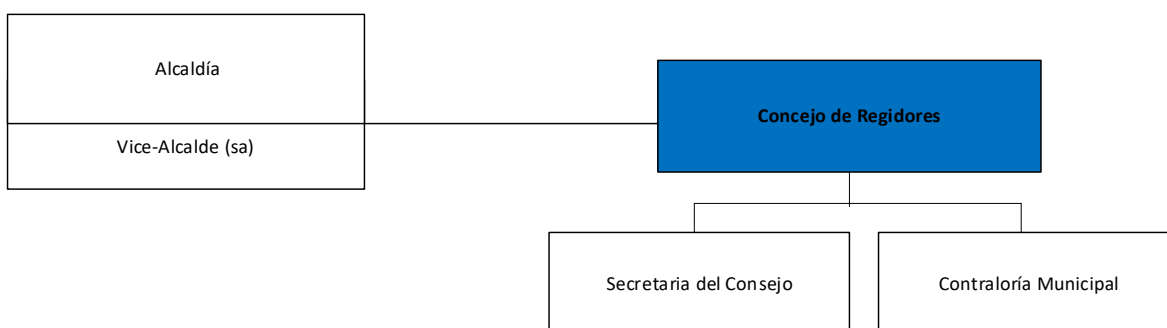 Alcaldía
Vice-Alcalde (sa)
Concejo de Regidores
Secretaria del Consejo
Contraloría Municipal